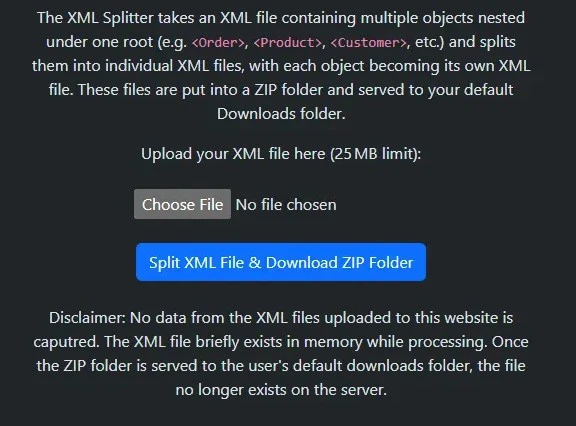 The XML Splitter takes an XML file containing multiple objects nested
under one root (e.g. <Order>, <Product>, <Customer>, etc.) and splits
them into individual XML files, with each object becoming its own XML
file. These files are put into a ZIP folder and served to your default
Downloads folder.
Upload your XML file here (25 MB limit):
Choose File No file chosen
Split XML File & Download ZIP Folder
Disclaimer: No data from the XML files uploaded to this website is
caputred. The XML file briefly exists in memory while processing. Once
the ZIP folder is served to the user's default downloads folder, the file
no longer exists on the server.